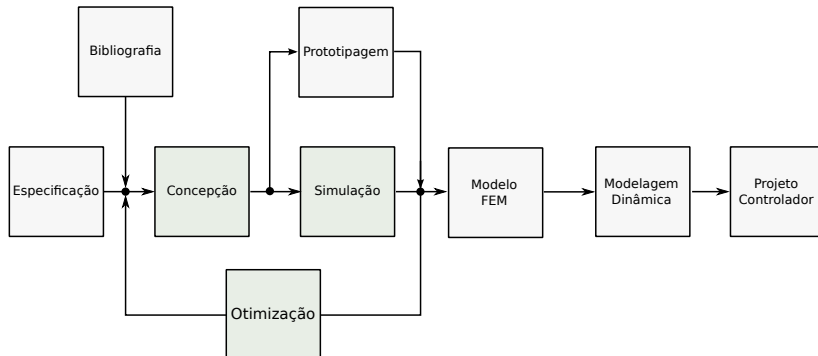 Bibliografia
Prototipagem
Especificação
Concepção
Simulação
Modelo
FEM
Modelagem
Dinâmica
Projeto
Controlador
Otimização